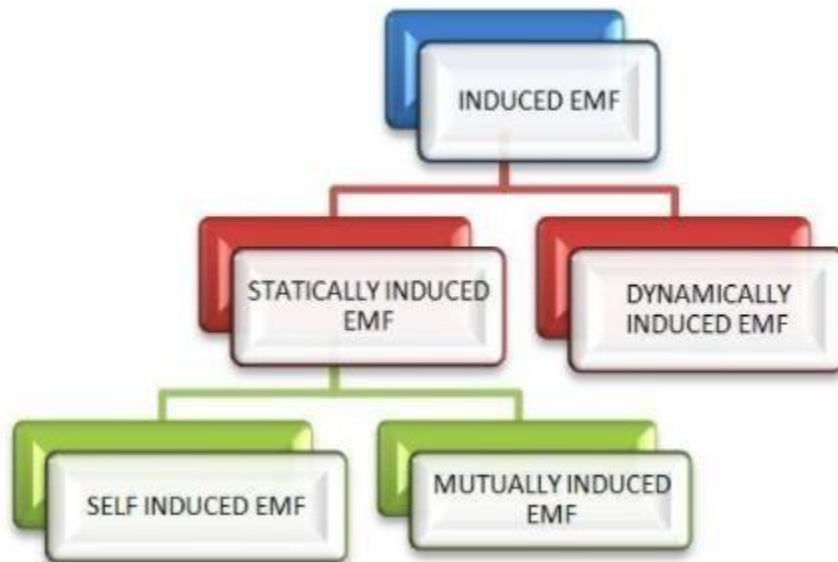 INDUCED EMF
STATICALLY INDUCED
EMF
DYNAMICALLY
INDUCED EMF
SELF INDUCED EMF
MUTUALLY INDUCED
EMF